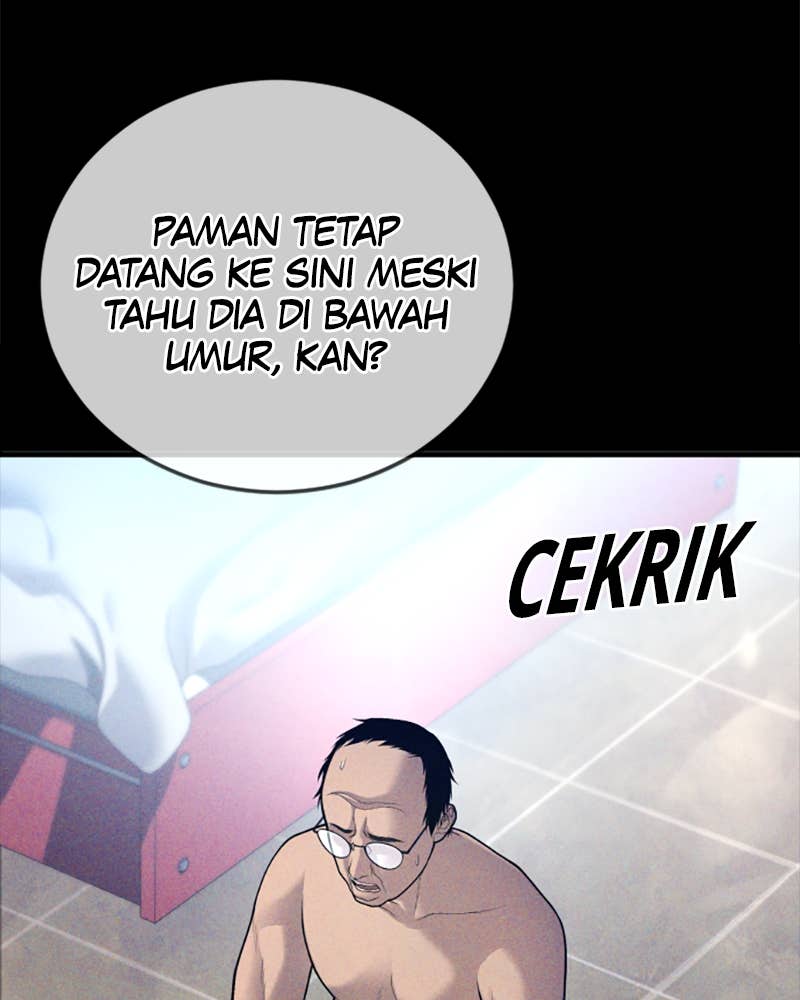 PAMAN TETAP
DATANG KE SINI MESKI
TAHU DIA DI BAWAH
UMUR, KAN?
CEKRIK